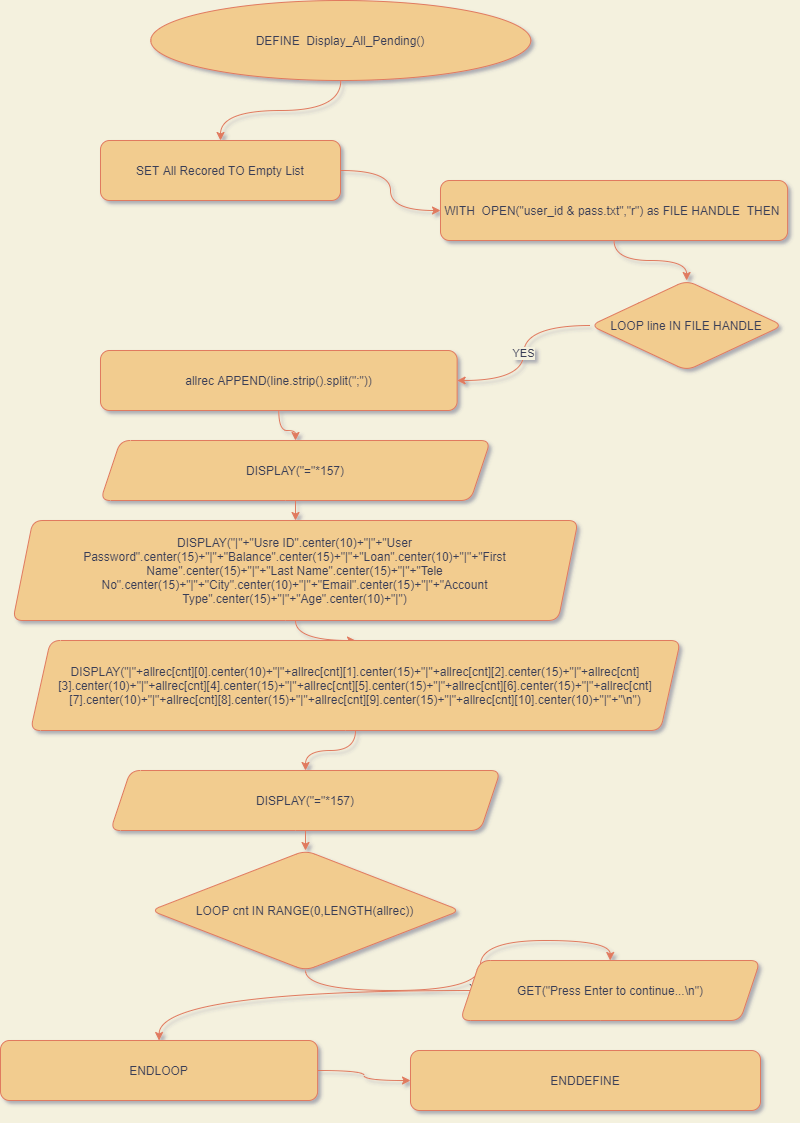 DEFINE  Display_All_Pending()
SET All Recored TO Empty List
WITH  OPEN("user_id & pass.txt","r") as FILE HANDLE  THEN
LOOP line IN FILE HANDLE
YES
allrec APPEND(line.strip().split(";"))
DISPLAY("="*157)
DISPLAY("|"+"Usre ID".center(10)+"|"+"User
Password".center(15)+"|"+"Balance".center(15)+"|"+"Loan".center(10)+"|"+"First
Name".center(15)+"|"+"Last Name".center(15)+"|"+"Tele
No".center(15)+"|"+"City".center(10)+"|"+"Email".center(15)+"|"+"Account
Type".center(15)+"|"+"Age".center(10)+"|")
DISPLAY("|"+allrec[cnt][0].center(10)+"|"+allrec[cnt][1].center(15)+"|"+allrec[cnt][2].center(15)+"|"+allrec[cnt]
[3].center(10)+"|"+allrec[cnt][4].center(15)+"|"+allrec[cnt][5].center(15)+"|"+allrec[cnt][6].center(15)+"|"+allrec[cnt]
[7].center(10)+"|"+allrec[cnt][8].center(15)+"|"+allrec[cnt][9].center(15)+"|"+allrec[cnt][10].center(10)+"|"+"\n")
DISPLAY("="*157)
LOOP cnt IN RANGE(0,LENGTH(allrec))
GET("Press Enter to continue...\n")
ENDLOOP
ENDDEFINE